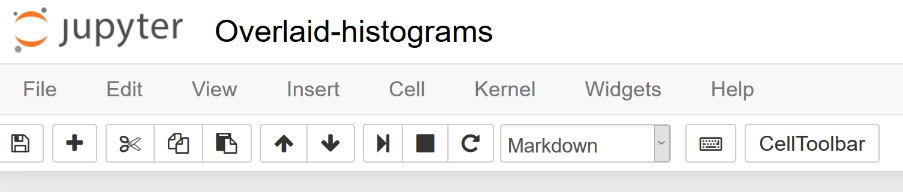 jupyter Overlaid-histograms
File Edit View Insert Cell Kernel Widgets Help
Markdown CellToolbar